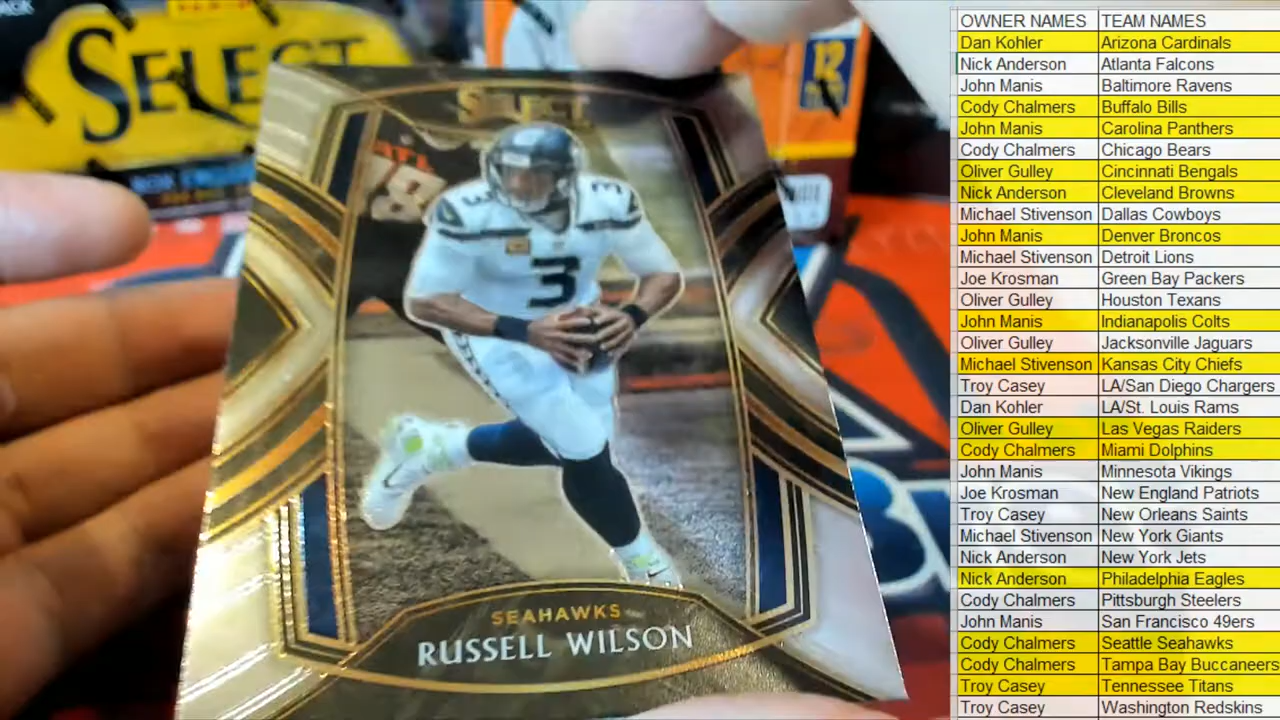 SELECT
SELECT
3
3
3
SEAHAWKS
RUSSELL WILSON
12
OWNER NAMES TEAM NAMES
Dan Kohler Arizona Cardinals
Nick Anderson Atlanta Falcons
John Manis Baltimore Ravens
Cody Chalmers Buffalo Bills
John Manis Carolina Panthers
Cody Chalmers Chicago Bears
Oliver Gulley Cincinnati Bengals
Nick Anderson Cleveland Browns
Michael Stivenson Dallas Cowboys
John Manis Denver Broncos
Michael Stivenson Detroit Lions
Joe Krosman Green Bay Packers
Oliver Gulley Houston Texans
John Manis Indianapolis Colts
Oliver Gulley Jacksonville Jaguars
Michael Stivenson Kansas City Chiefs
Troy Casey LA/San Diego Chargers
Dan Kohler LA/St. Louis Rams
Oliver Gulley Las Vegas Raiders
Cody Chalmers Miami Dolphins
John Manis Minnesota Vikings
Joe Krosman New England Patriots
Troy Casey New Orleans Saints
Michael Stivenson New York Giants
Nick Anderson New York Jets
Nick Anderson Philadelphia Eagles
Cody Chalmers Pittsburgh Steelers
John Manis San Francisco 49ers
Cody Chalmers Seattle Seahawks
Cody Chalmers Tampa Bay Buccaneers
Troy Casey Tennessee Titans
Troy Casey Washington Redskins